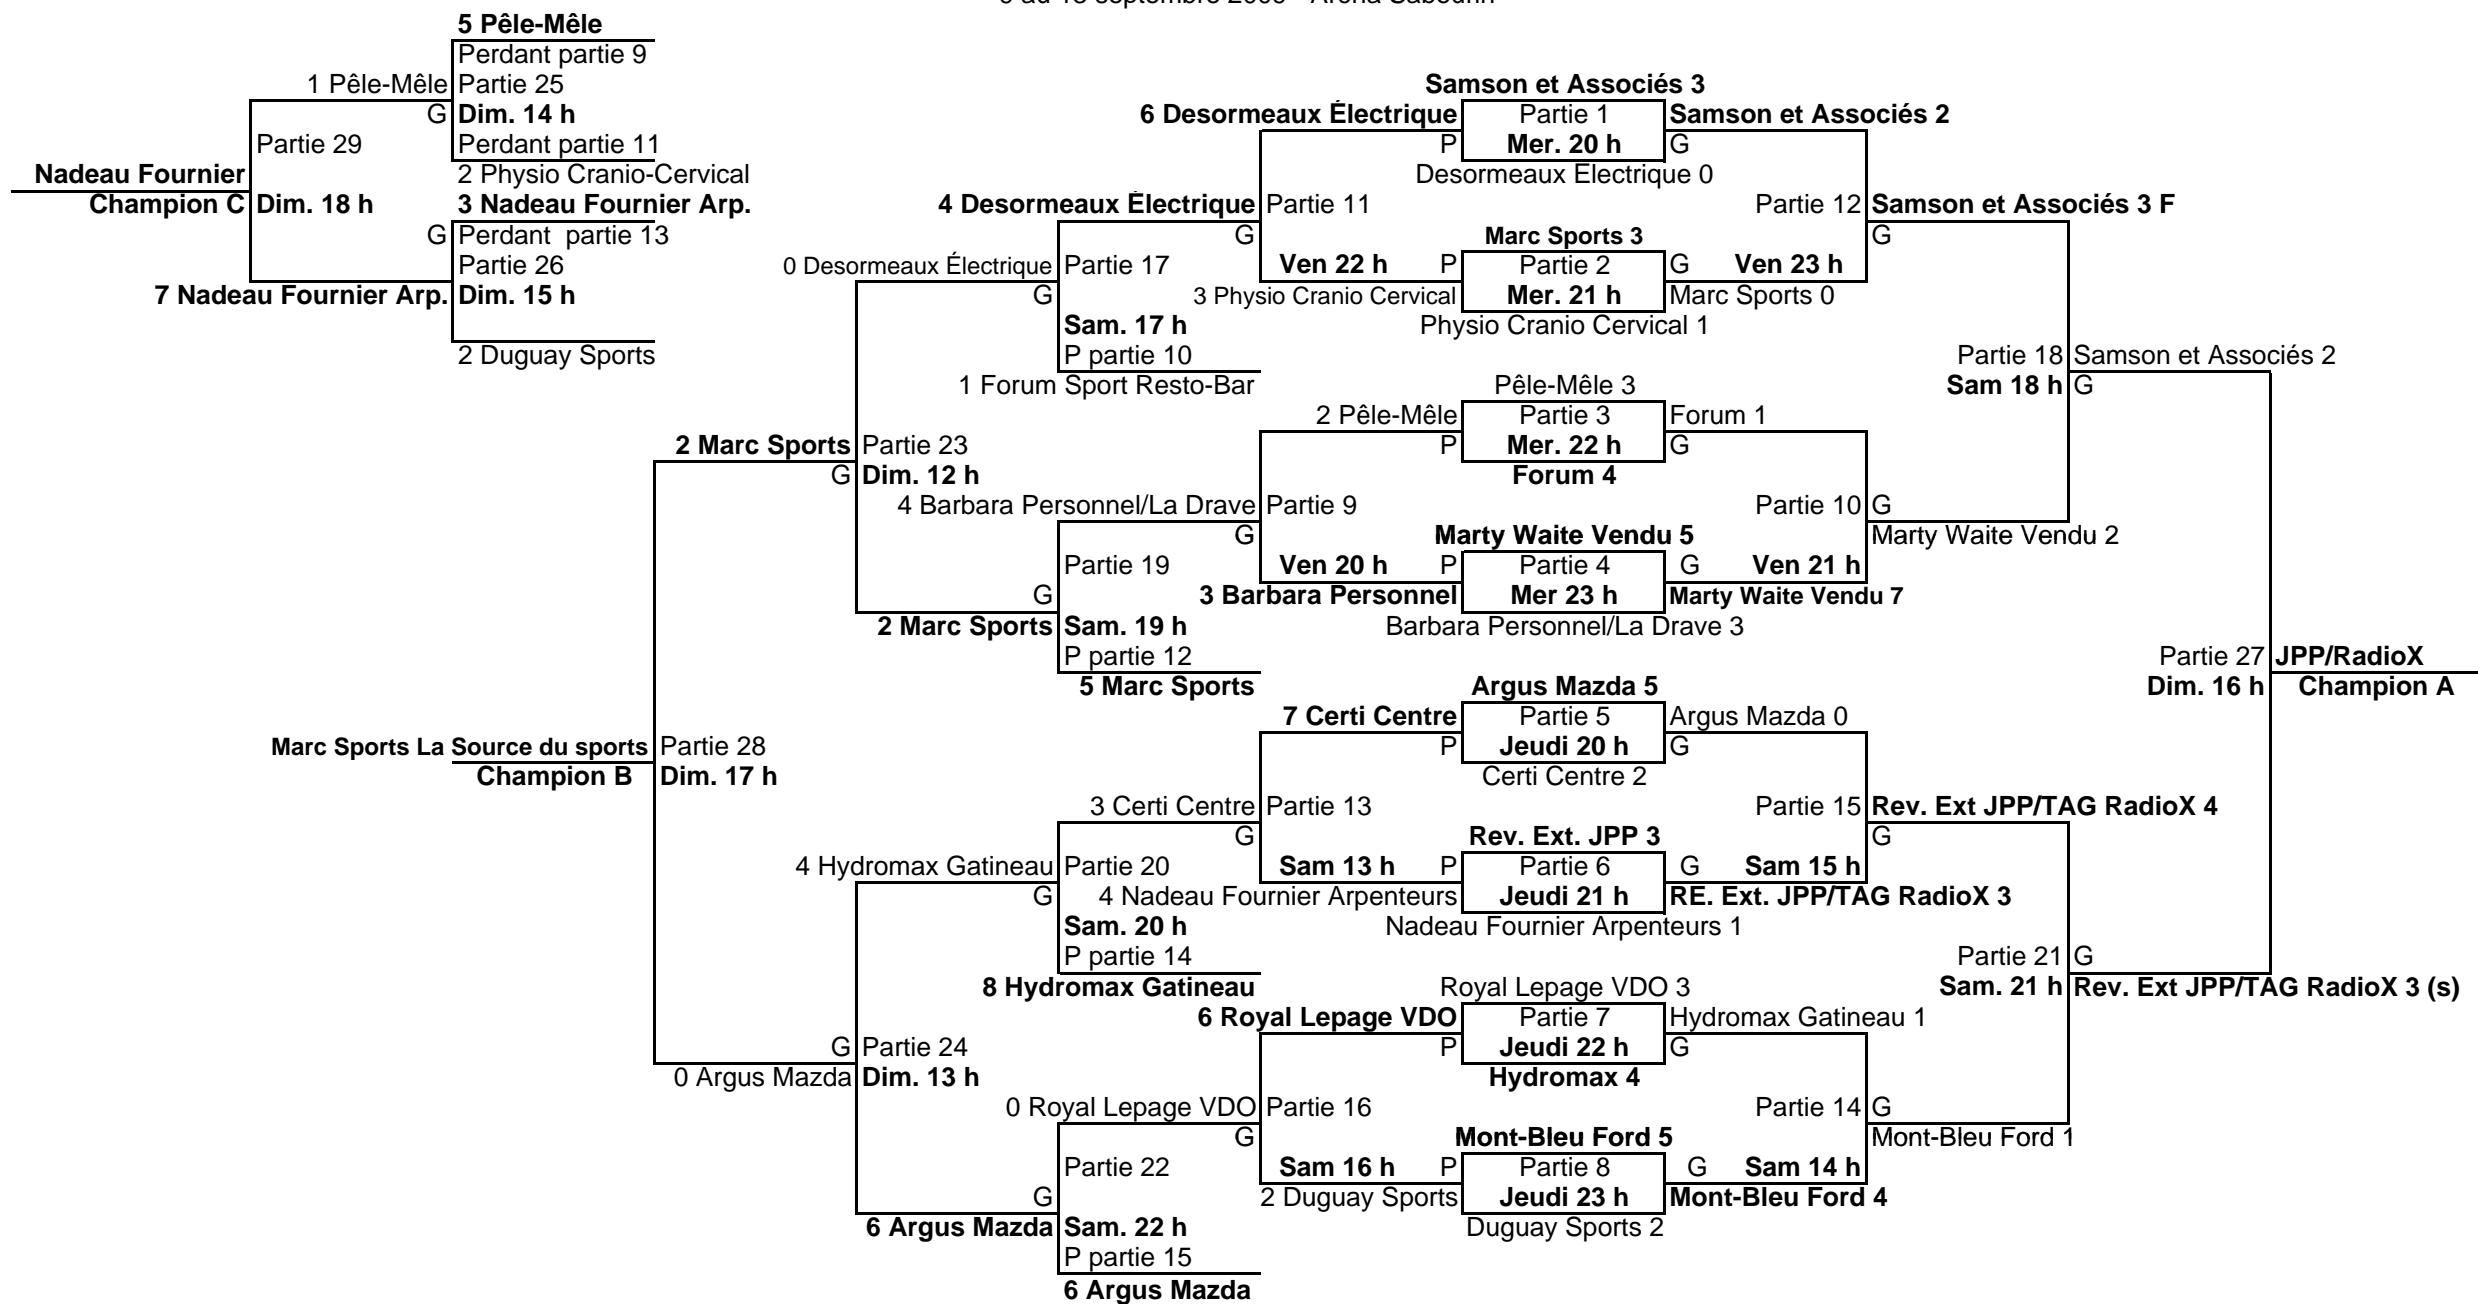 5 Pêle-Mêle
Perdant partie 9
1 Pêle-Mêle Partie 25
G Dim. 14 h
Partie 29 Perdant partie 11
Nadeau Fournier 2 Physio Cranio-Cervical
Champion C Dim. 18 h 3 Nadeau Fournier Arp.
G Perdant partie 13
Partie 26
7 Nadeau Fournier Arp. Dim. 15 h
2 Duguay Sports
Samson et Associés 3
6 Desormeaux Électrique Partie 1 Samson et Associés 2
P Mer. 20 h G
Desormeaux Électrique 0
4 Desormeaux Électrique Partie 11 Partie 12 Samson et Associés 3 F
G Marc Sports 3 G
0 Desormeaux Électrique Partie 17 Ven 22 h P Partie 2 G Ven 23 h
G 3 Physio Cranio Cervical Mer. 21 h Marc Sports 0
Sam. 17 h Physio Cranio Cervical 1
P partie 10 Partie 18 Samson et Associés 2
1 Forum Sport Resto-Bar Pêle-Mêle 3 Sam 18 h G
2 Pêle-Mêle Partie 3 Forum 1
2 Marc Sports Partie 23 P Mer. 22 h G
G Dim. 12 h Forum 4
4 Barbara Personnel/La Drave Partie 9 Partie 10 G
G Marty Waite Vendu 5 Marty Waite Vendu 2
Partie 19 Ven 20 h P Partie 4 G Ven 21 h
G 3 Barbara Personnel Mer 23 h Marty Waite Vendu 7
2 Marc Sports Sam. 19 h Barbara Personnel/La Drave 3
P partie 12 Partie 27 JPP/RadioX
5 Marc Sports Argus Mazda 5 Dim. 16 h Champion A
7 Certi Centre Partie 5 Argus Mazda 0
Marc Sports La Source du sports Partie 28 P Jeudi 20 h G
Champion B Dim. 17 h Certi Centre 2
3 Certi Centre Partie 13 Partie 15 Rev. Ext JPP/TAG RadioX 4
G Rev. Ext. JPP 3 G
4 Hydromax Gatineau Partie 20 Sam 13 h P Partie 6 G Sam 15 h
G 4 Nadeau Fournier Arpenteurs Jeudi 21 h RE. Ext. JPP/TAG RadioX 3
Sam. 20 h Nadeau Fournier Arpenteurs 1
P partie 14 Partie 21 G
8 Hydromax Gatineau Royal Lepage VDO 3 Sam. 21 h Rev. Ext JPP/TAG RadioX 3 (s)
6 Royal Lepage VDO Partie 7 Hydromax Gatineau 1
G Partie 24 P Jeudi 22 h G
0 Argus Mazda Dim. 13 h Hydromax 4
0 Royal Lepage VDO Partie 16 Partie 14 G
G Mont-Bleu Ford 5 Mont-Bleu Ford 1
Partie 22 Sam 16 h P Partie 8 G Sam 14 h
G 2 Duguay Sports Jeudi 23 h Mont-Bleu Ford 4
6 Argus Mazda Sam. 22 h Duguay Sports 2
P partie 15
6 Argus Mazda